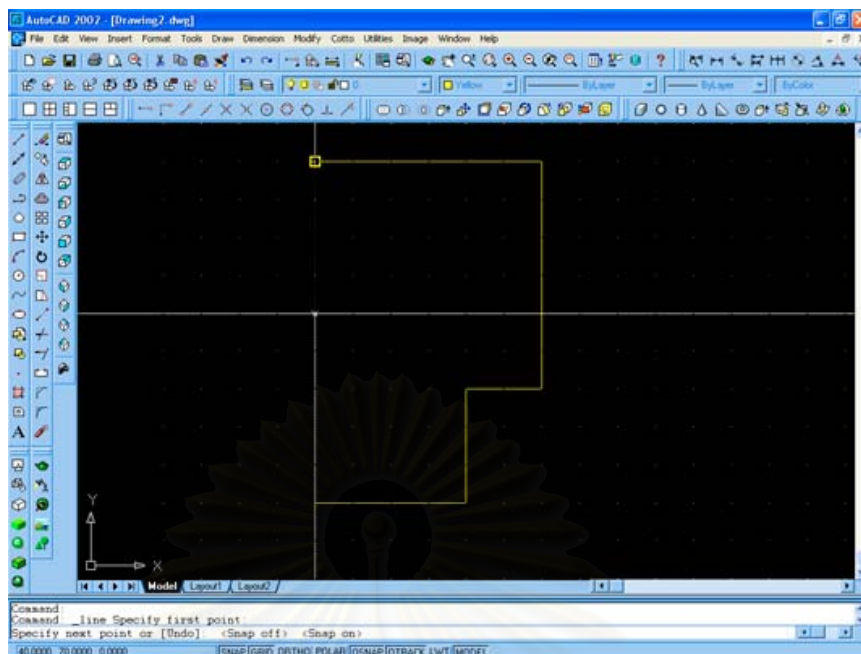 AutoCAD 2002 - [Drawing2.dwg]
File Edit View Insert Format Tools Draw Dimension Modify Cotto Utilities Image Window Help
0 Yellow ByLayer ByLayer ByColor
A
Y
X
Model Layout1 Layout2
Command
Command _line Specify first point
Specify next point or [Undo] <Snap off> <Snap on>
40.0000, 70.0000, 0.0000 SNAP GRID ORTHO POLAR OSNAP OTRACK LWT MODEL